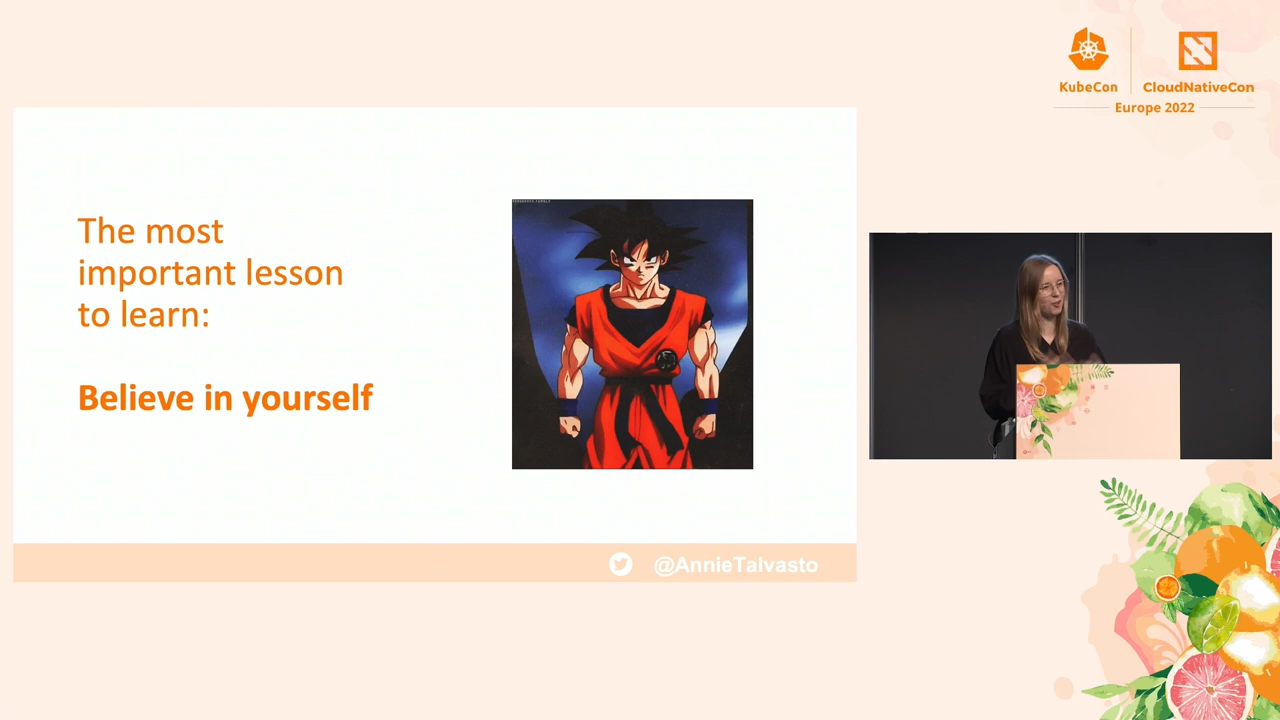 KubeCon
CloudNativeCon
Europe 2022
The most
important lesson
to learn:
Believe in yourself
@AnnieTalvasto